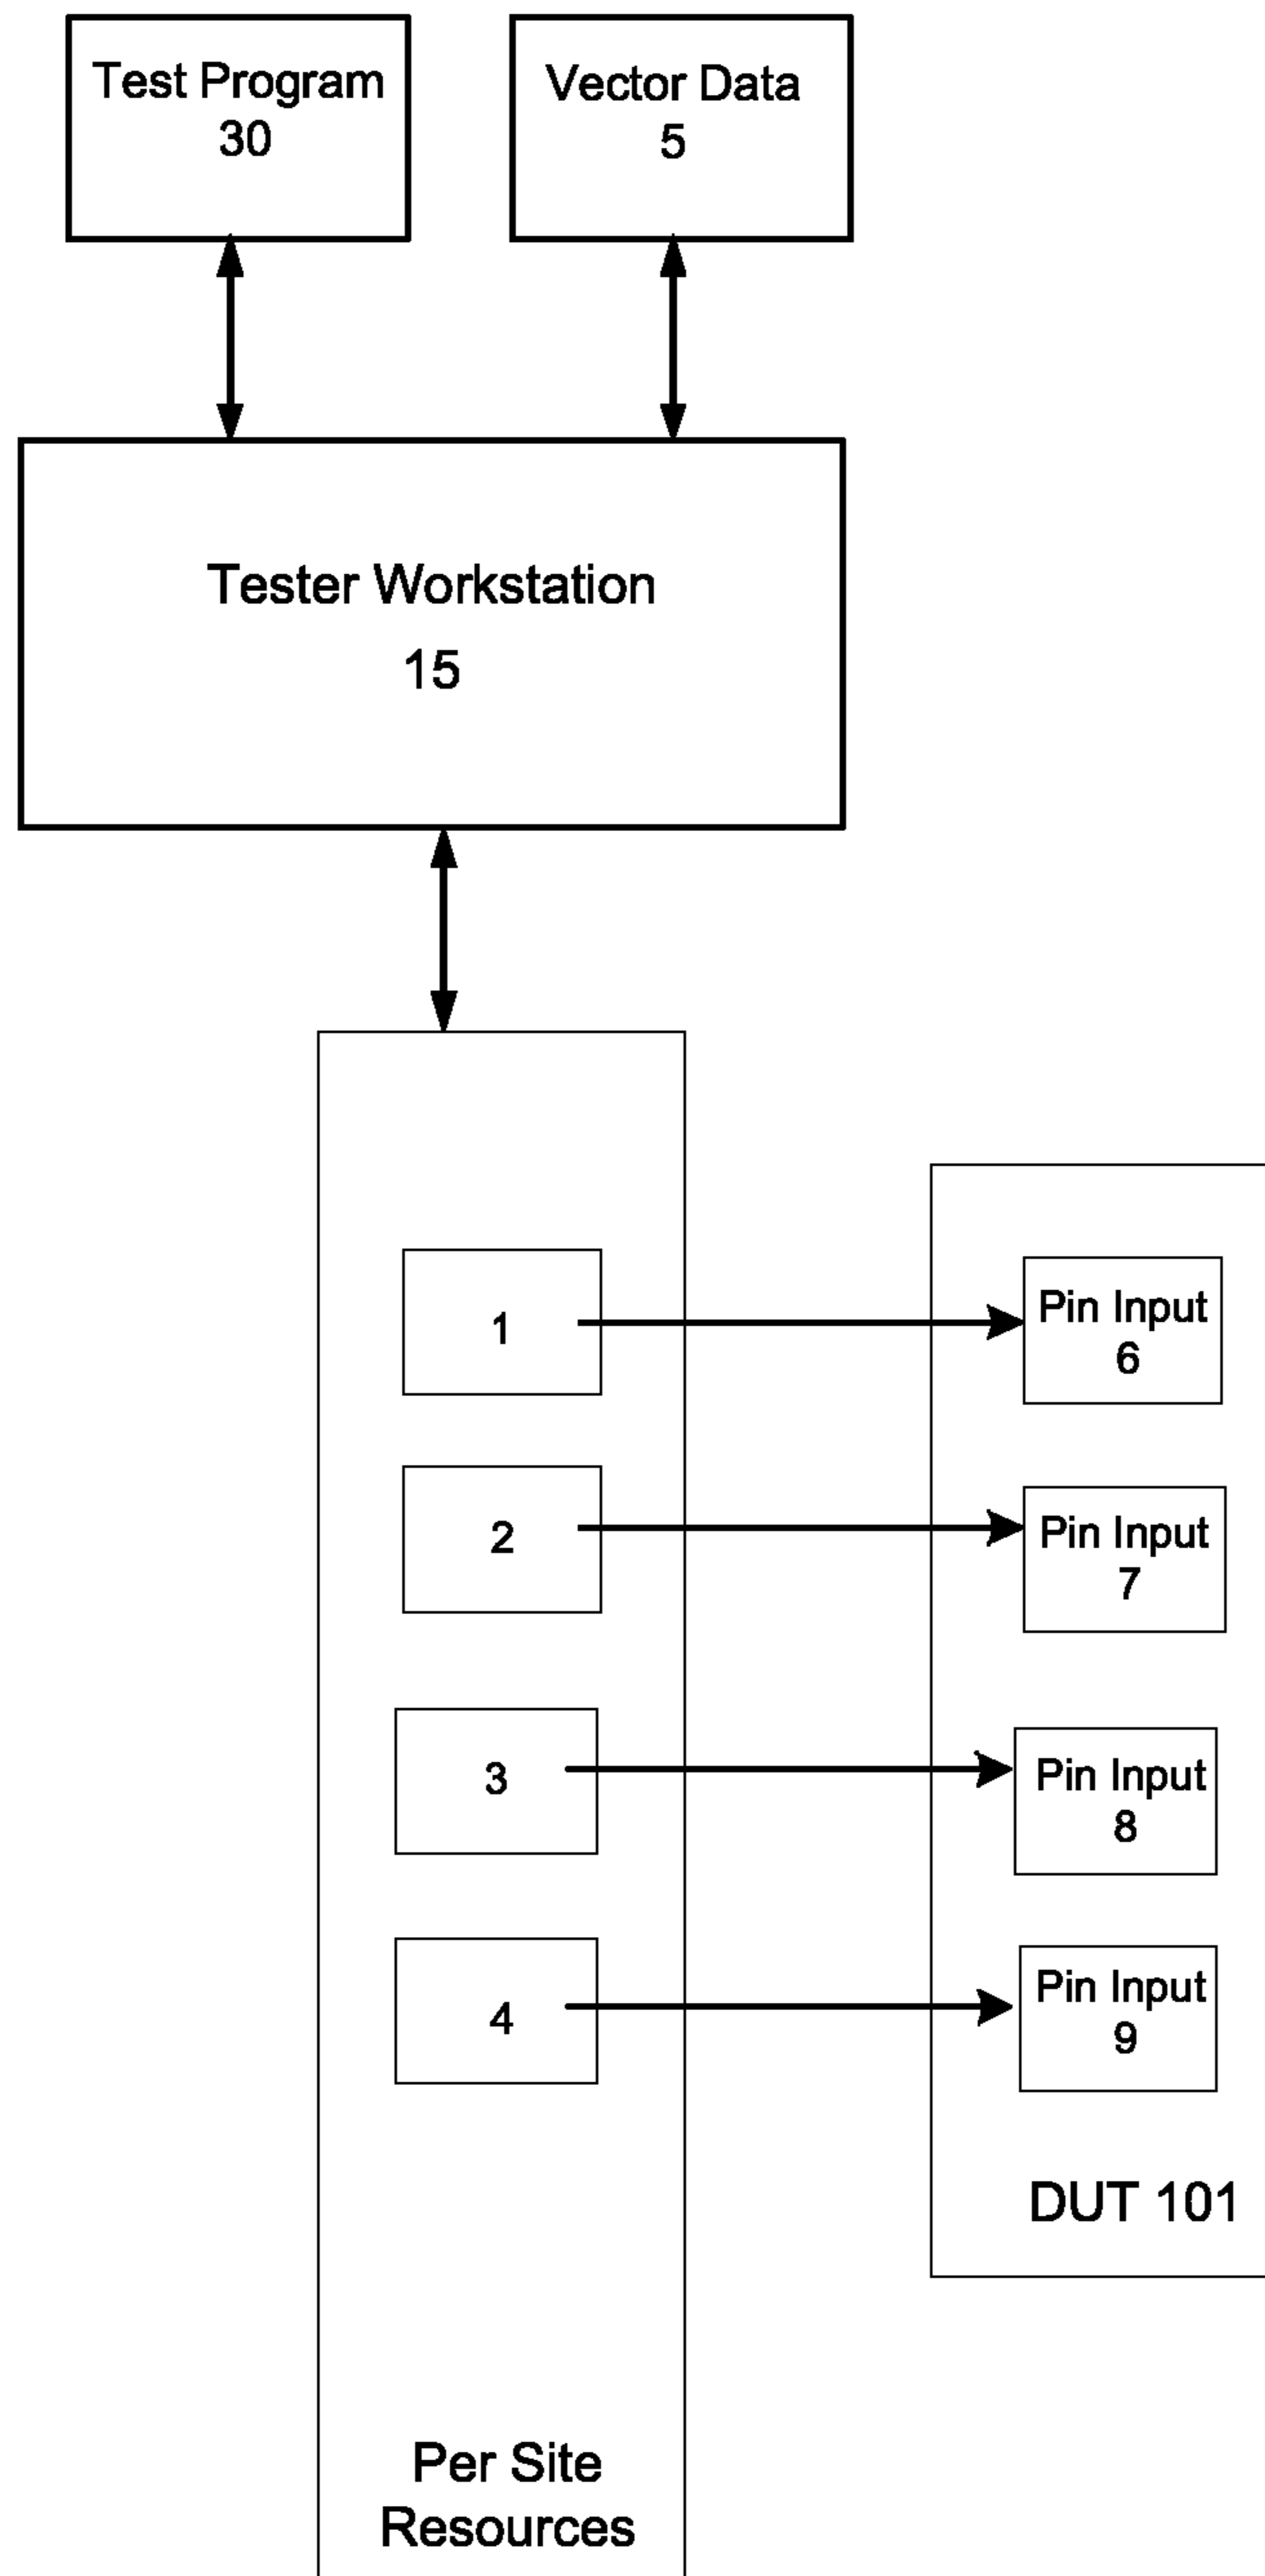 Test Program
30
Vector Data
5
Tester Workstation
15
1
Pin Input
6
2
Pin Input
7
3
Pin Input
8
4
Pin Input
9
DUT 101
Per Site
Resources